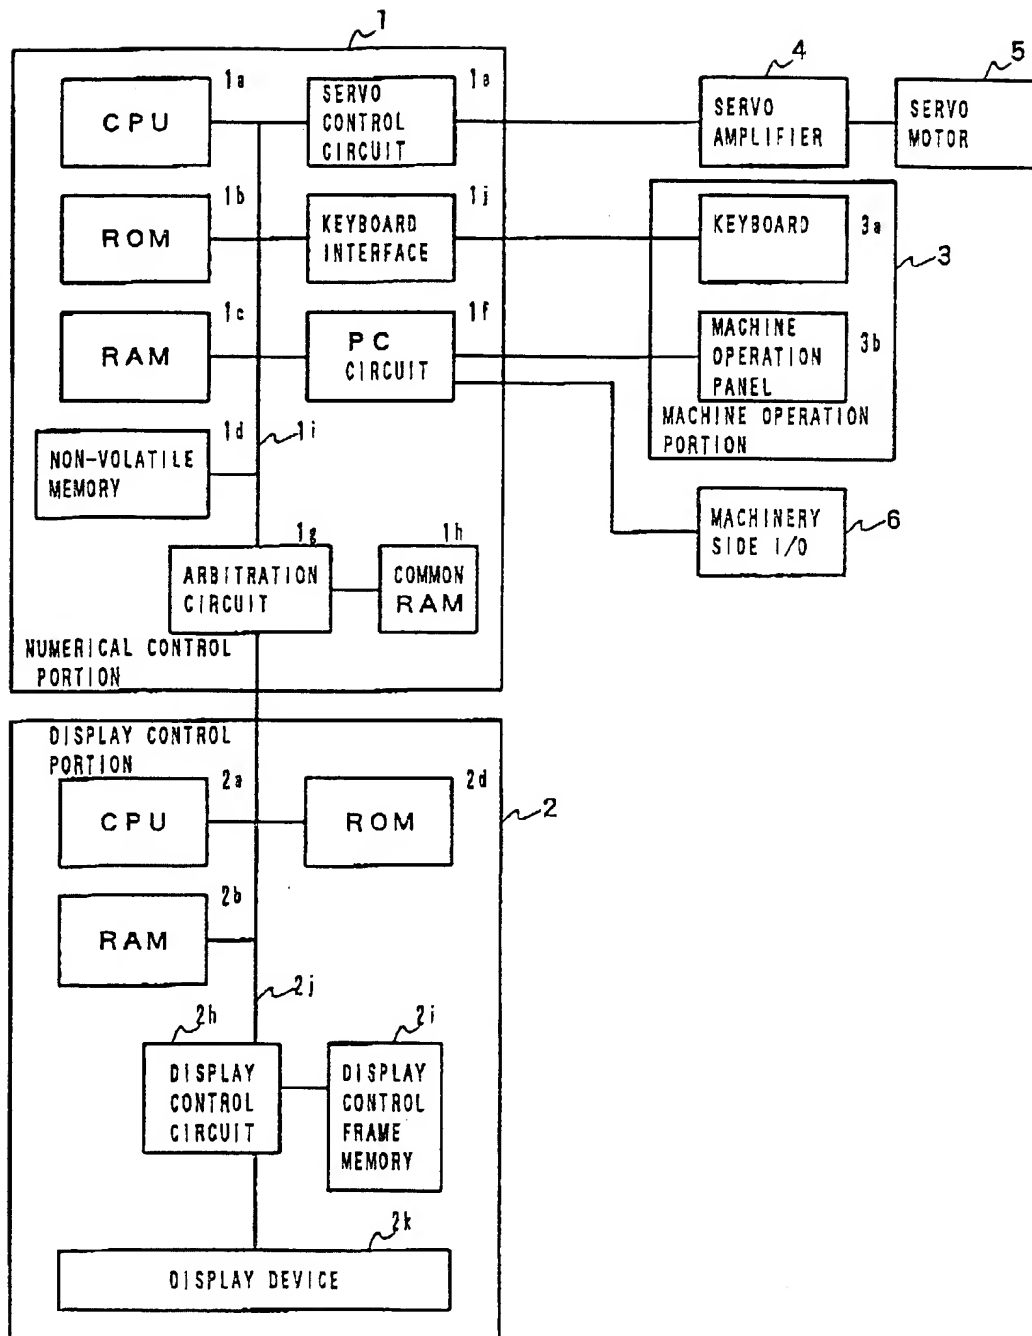 1
4
5
1a
CPU
1e
SERVO
CONTROL
CIRCUIT
SERVO
AMPLIFIER
SERVO
MOTOR
1b
ROM
1j
KEYBOARD
INTERFACE
KEYBOARD
3a
3
1c
RAM
1f
PC
CIRCUIT
MACHINE
OPERATION
PANEL
3b
MACHINE OPERATION
PORTION
1d
NON-VOLATILE
MEMORY
1i
MACHINERY
SIDE I/O
6
1g
ARBITRATION
CIRCUIT
1h
COMMON
RAM
NUMERICAL CONTROL
PORTION
DISPLAY CONTROL
PORTION
2a
CPU
2d
ROM
2
2b
RAM
2j
2h
DISPLAY
CONTROL
CIRCUIT
2i
DISPLAY
CONTROL
FRAME
MEMORY
2k
DISPLAY DEVICE